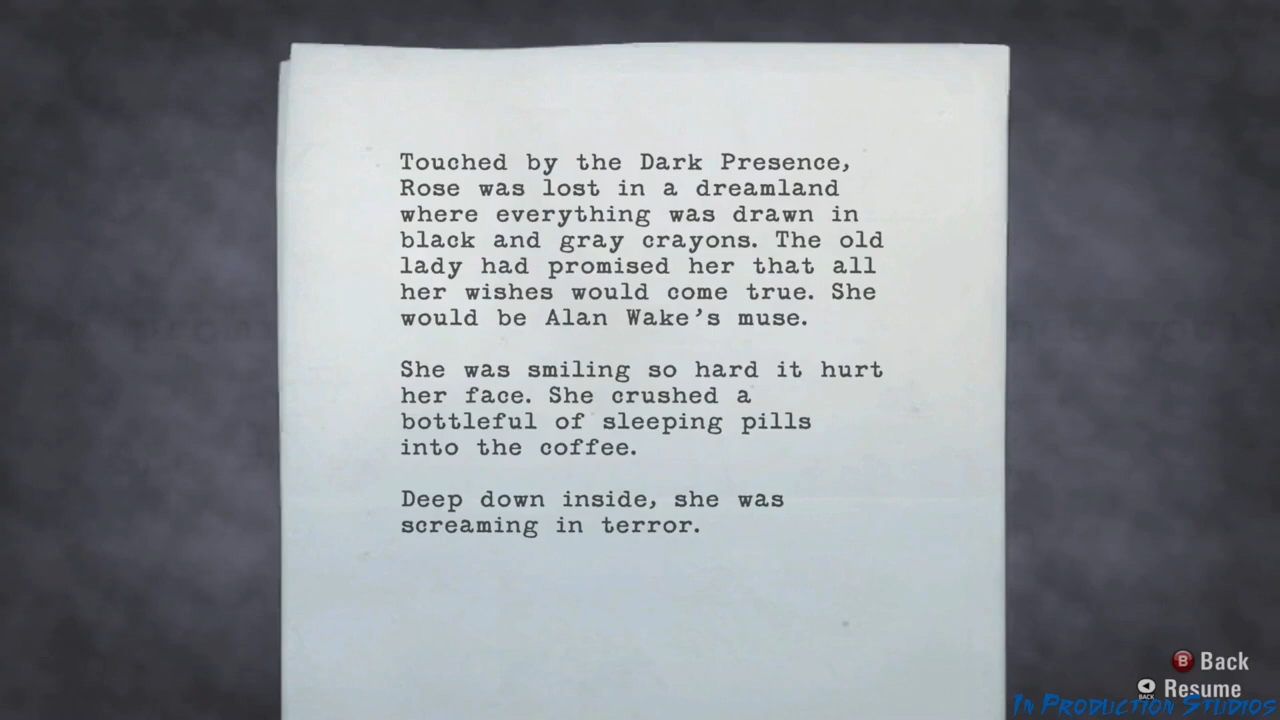 Touched by the Dark Presence,
Rose was lost in a dreamland
where everything was drawn in
black and gray crayons. The old
lady had promised her that all
her wishes would come true. She
would be Alan Wake's muse.
She was smiling so hard it hurt
her face. She crushed a
bottleful of sleeping pills
into the coffee.
Deep down inside, she was
screaming in terror.
B Back
BACK Resume
In Production Studios